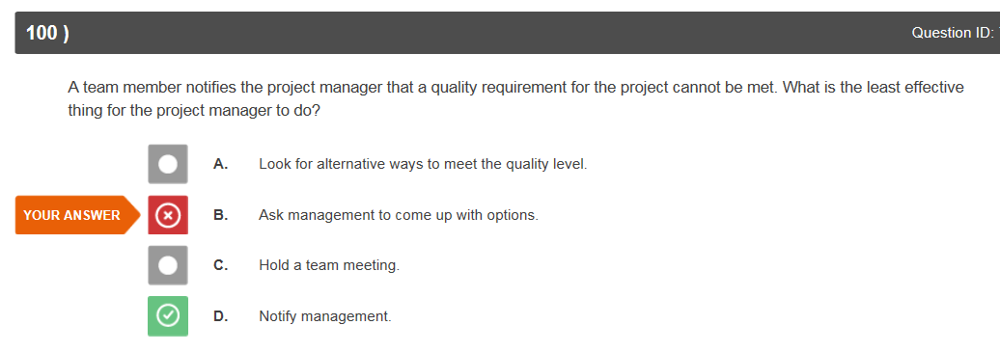 100 )
Question ID:
A team member notifies the project manager that a quality requirement for the project cannot be met. What is the least effective
thing for the project manager to do?
A. Look for alternative ways to meet the quality level.
YOUR ANSWER B. Ask management to come up with options.
C. Hold a team meeting.
D. Notify management.